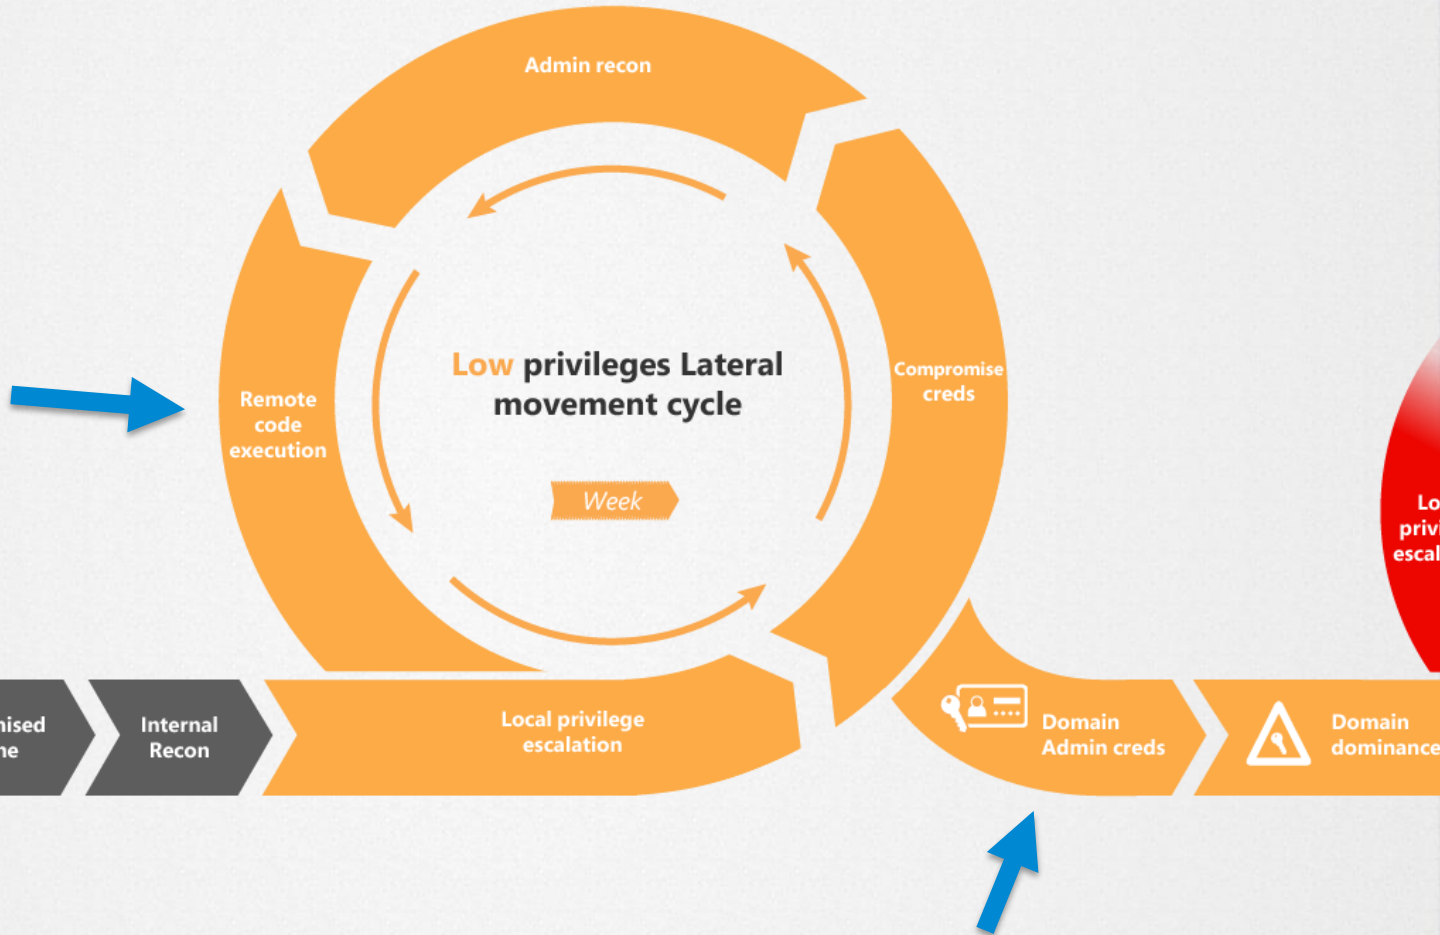 Admin recon
Low privileges Lateral
movement cycle
Compromise
creds
Remote
code
execution
Week
Internal
Recon
Local privilege
escalation
Domain
Admin creds
Domain
dominance